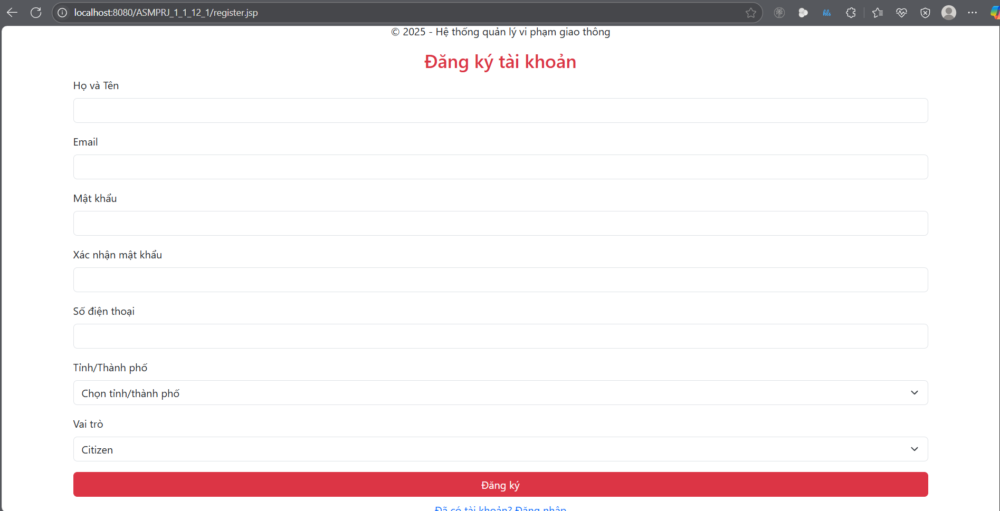 localhost:8080/ASMPRJ_1_1_12_1/register.jsp
hls
© 2025 - Hệ thống quản lý vi phạm giao thông
Đăng ký tài khoản
Họ và Tên
Email
Mật khẩu
Xác nhận mật khẩu
Số điện thoại
Tỉnh/Thành phố
Chọn tỉnh/thành phố
Vai trò
Citizen
Đăng ký
Đã có tài khoản? Đăng nhập